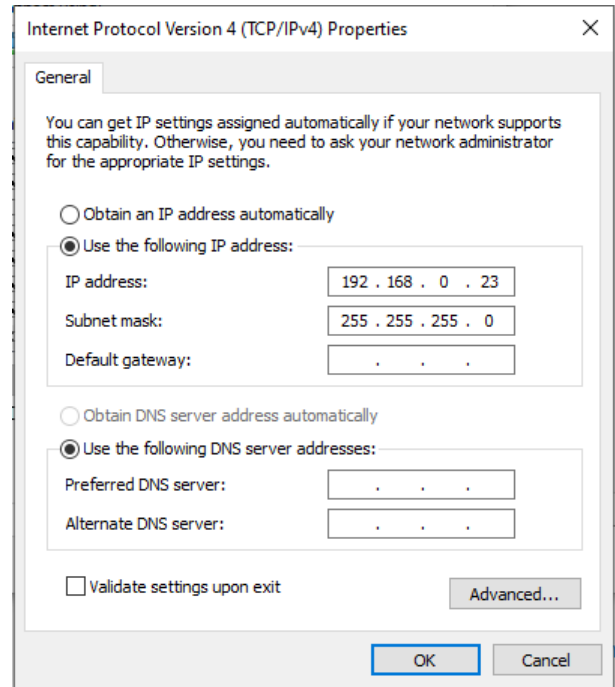 Internet Protocol Version 4 (TCP/IPv4) Properties
General
You can get IP settings assigned automatically if your network supports
this capability. Otherwise, you need to ask your network administrator
for the appropriate IP settings.
Obtain an IP address automatically
Use the following IP address:
IP address: 192 . 168 . 0 . 23
Subnet mask: 255 . 255 . 255 . 0
Default gateway: . . .
Obtain DNS server address automatically
Use the following DNS server addresses:
Preferred DNS server: . . .
Alternate DNS server: . . .
Validate settings upon exit
Advanced...
OK Cancel